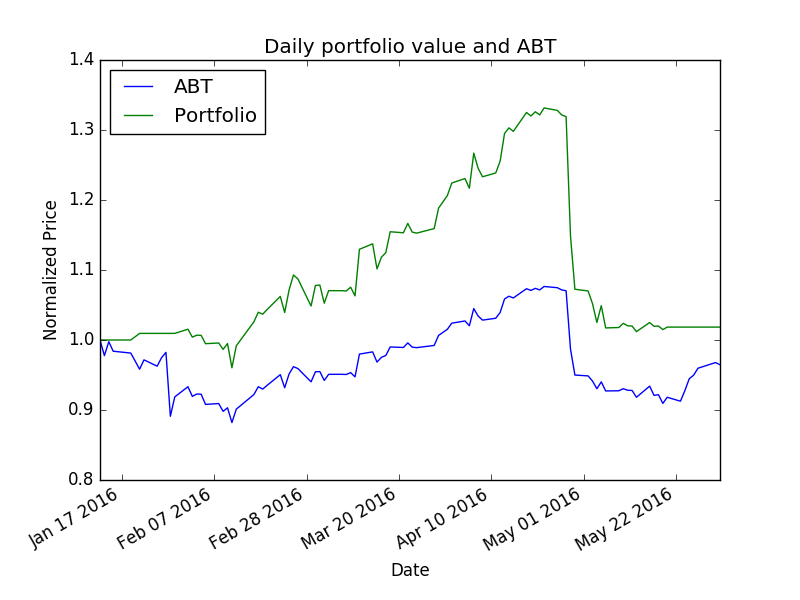 Daily portfolio value and ABT
ABT
Portfolio
1.4
1.3
1.2
1.1
1.0
0.9
0.8
Normalized Price
Jan 17 2016
Feb 07 2016
Feb 28 2016
Mar 20 2016
Apr 10 2016
May 01 2016
May 22 2016
Date